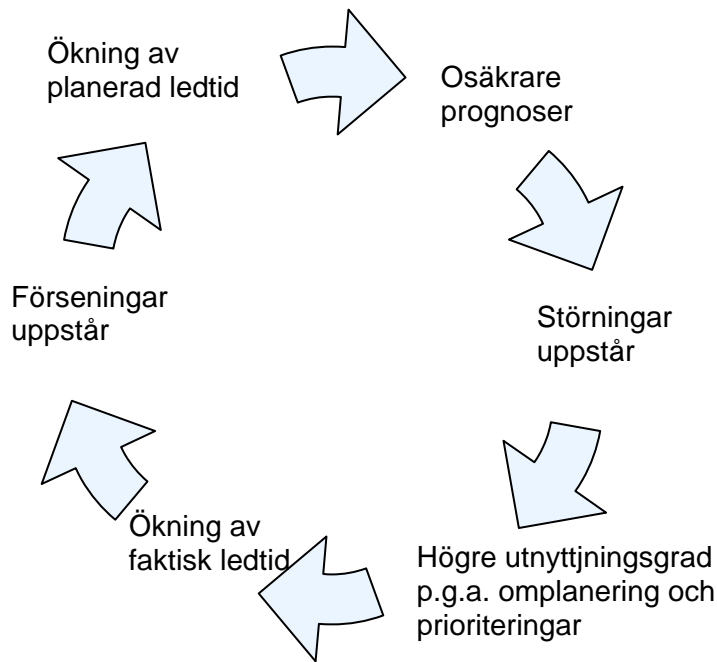 Ökning av
planerad ledtid
Osäkrare
prognoser
Störningar
uppstår
Högre utnyttjningsgrad
p.g.a. omplanering och
prioriteringar
Ökning av
faktisk ledtid
Förseningar
uppstår